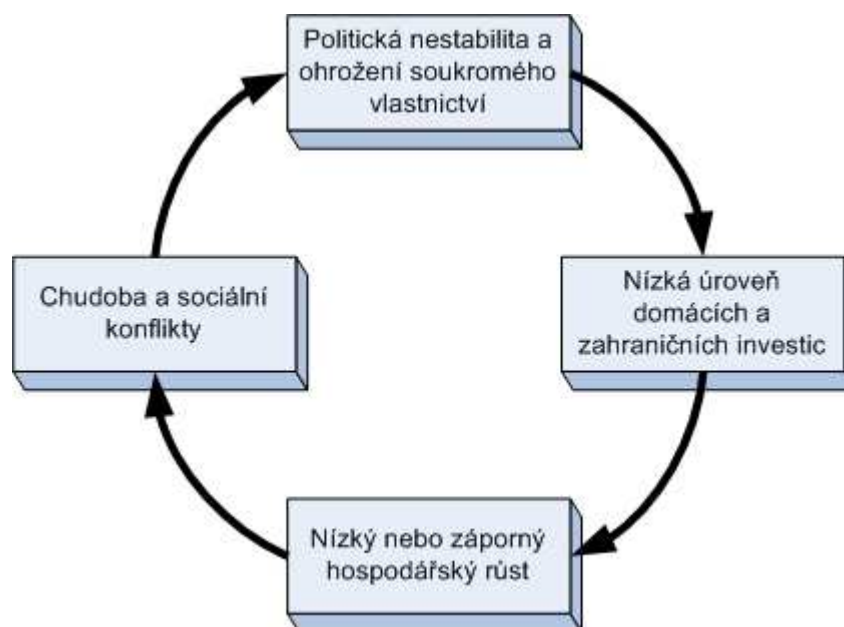 Politická nestabilita a
ohrožení soukromého
vlastnictví
Nízká úroveň
domácích a
zahraničních investic
Nízký nebo záporný
hospodářský růst
Chudoba a sociální
konflikty